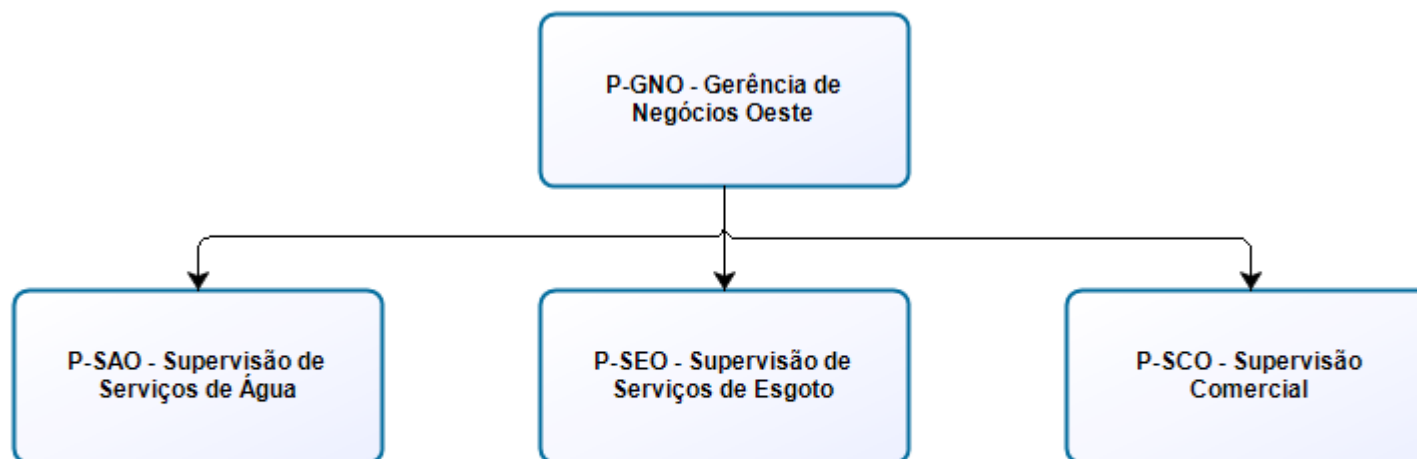 P-GNO - Gerência de
Negócios Oeste
P-SAO - Supervisão de
Serviços de Água
P-SEO - Supervisão de
Serviços de Esgoto
P-SCO - Supervisão
Comercial